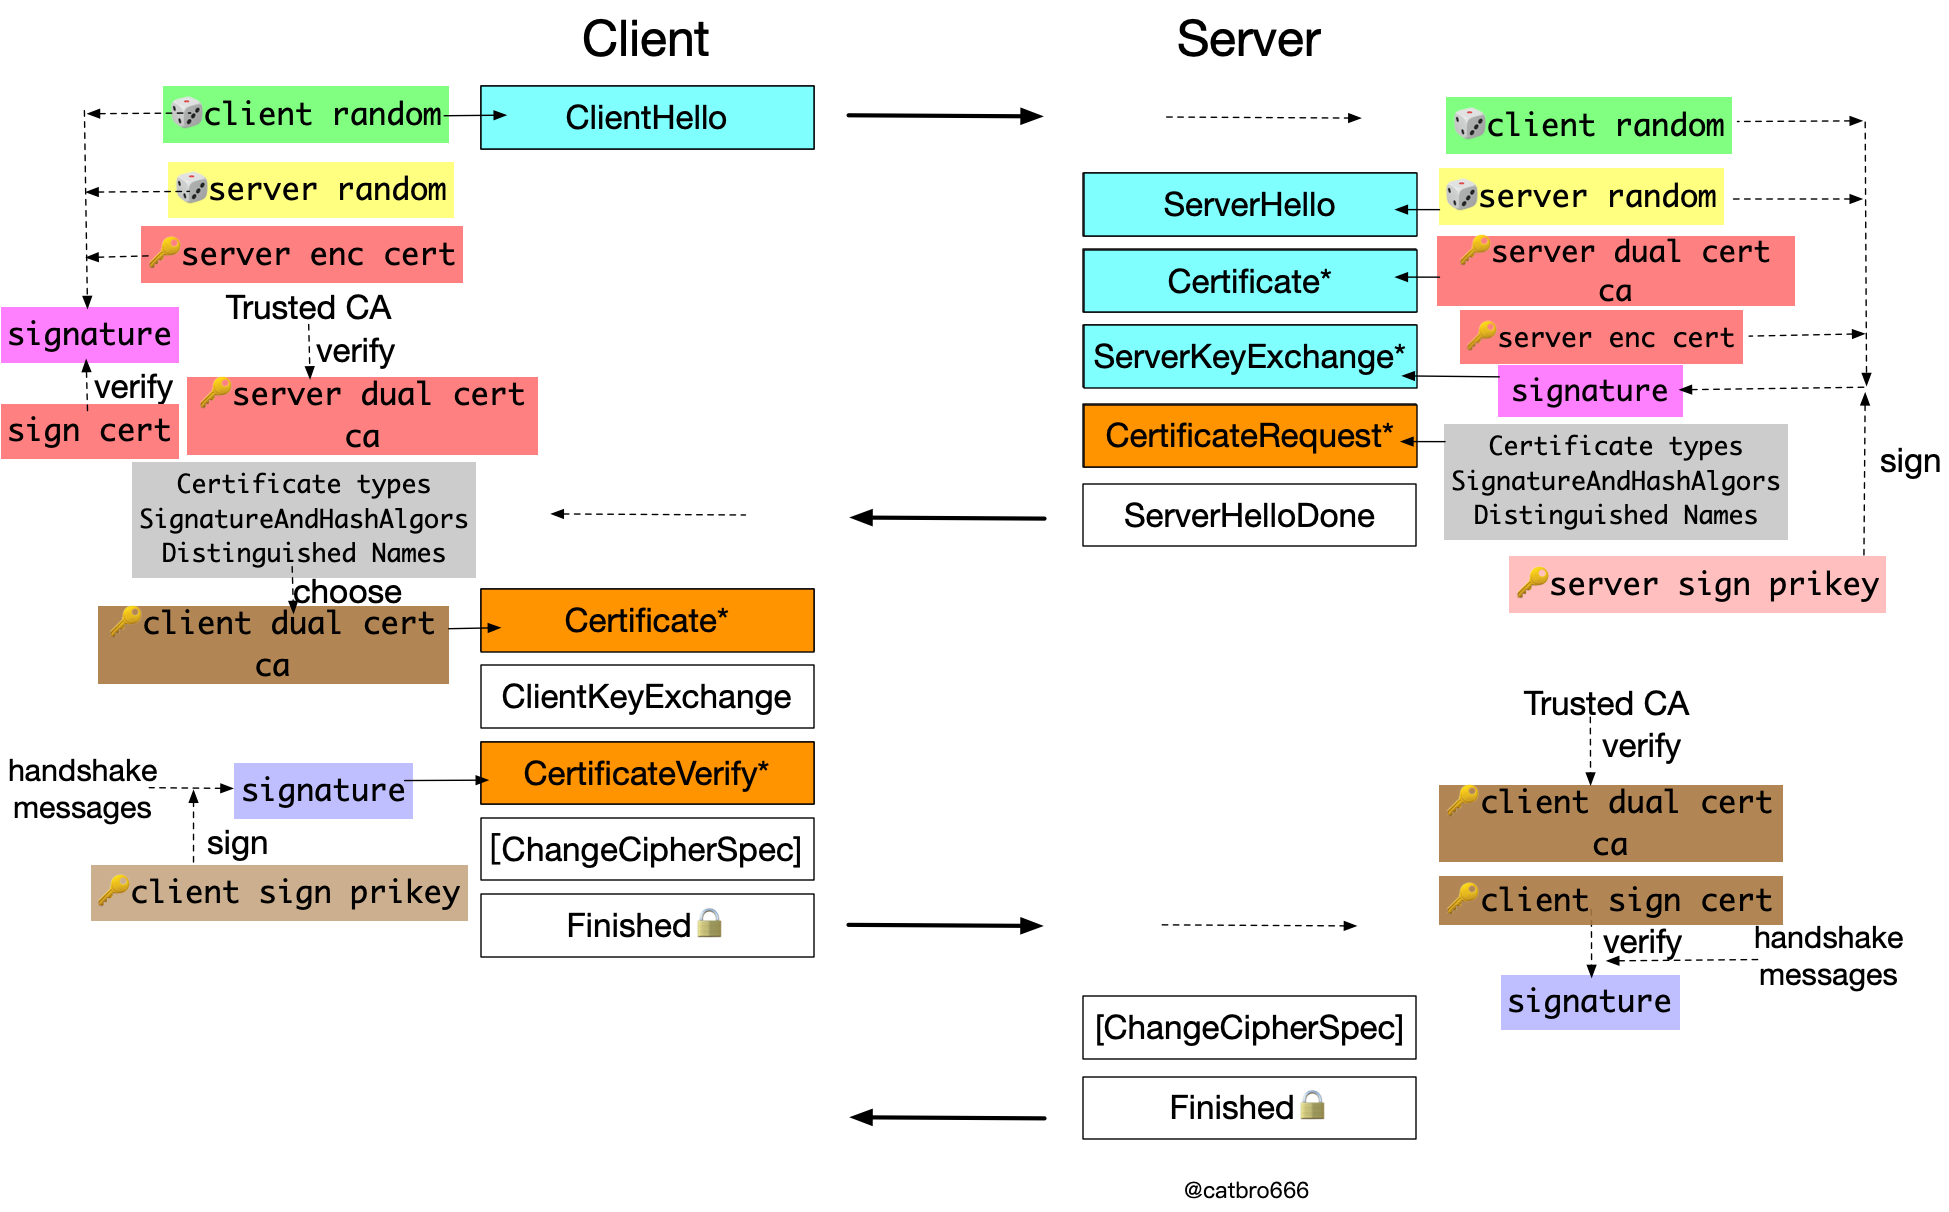 Client
Server
client random
ClientHello
client random
server random
ServerHello
server random
server enc cert
Certificate*
server dual cert
ca
Trusted CA
signature
verify
ServerKeyExchange*
server enc cert
verify
server dual cert
ca
signature
sign cert
CertificateRequest*
Certificate types
SignatureAndHashAlgors
Distinguished Names
sign
Certificate types
SignatureAndHashAlgors
Distinguished Names
ServerHelloDone
choose
server sign prikey
client dual cert
ca
Certificate*
ClientKeyExchange
Trusted CA
verify
handshake
messages
signature
CertificateVerify*
client dual cert
ca
sign
[ChangeCipherSpec]
client sign prikey
client sign cert
Finished
verify
handshake
messages
signature
[ChangeCipherSpec]
Finished
@catbro666